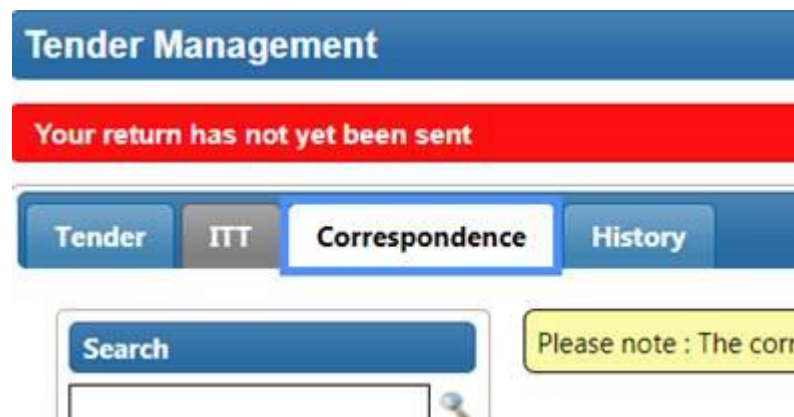 Tender Management
Your return has not yet been sent
Tender ITT Correspondence History
Search
Please note : The corr